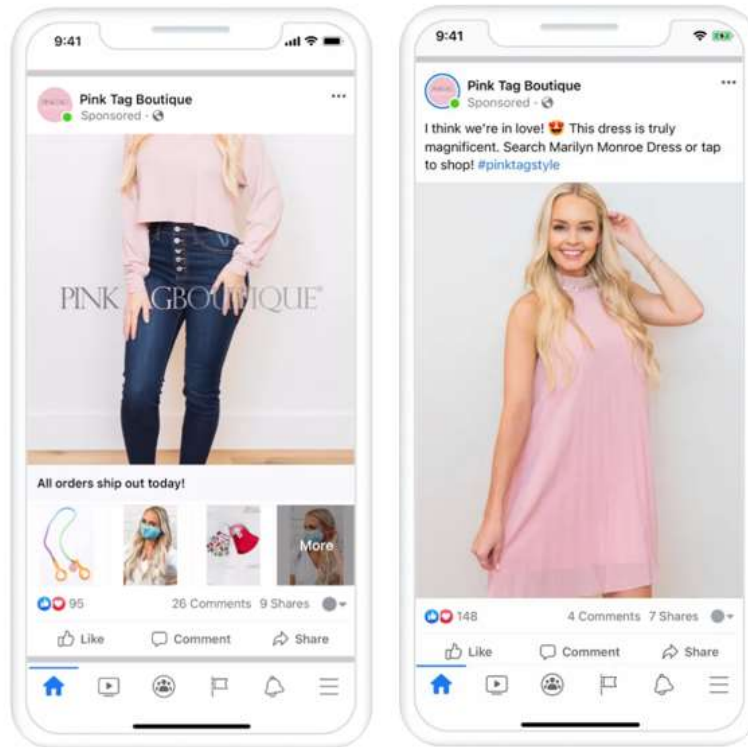 9:41
Pink Tag Boutique
Sponsored ·
PINK TAGBOUTIQUE®
All orders ship out today!
More
95
26 Comments 9 Shares
Like Comment Share
9:41
Pink Tag Boutique
Sponsored ·
I think we're in love! 🤩 This dress is truly
magnificent. Search Marilyn Monroe Dress or tap
to shop! #pinktagstyle
148
4 Comments 7 Shares
Like Comment Share